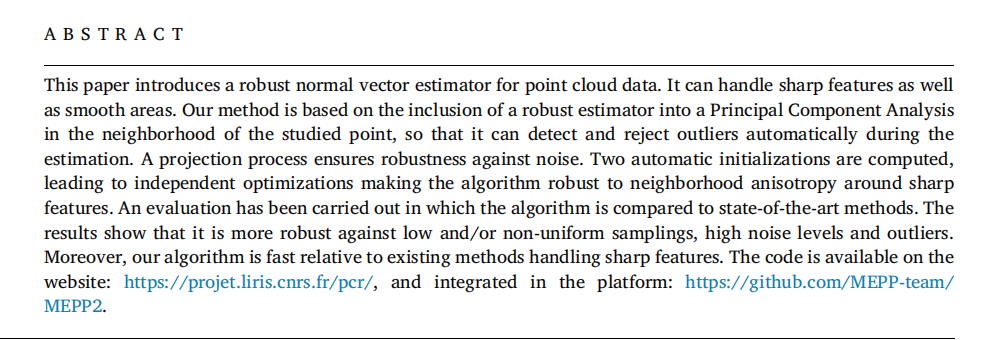 A B S T R A C T
This paper introduces a robust normal vector estimator for point cloud data. It can handle sharp features as well
as smooth areas. Our method is based on the inclusion of a robust estimator into a Principal Component Analysis
in the neighborhood of the studied point, so that it can detect and reject outliers automatically during the
estimation. A projection process ensures robustness against noise. Two automatic initializations are computed,
leading to independent optimizations making the algorithm robust to neighborhood anisotropy around sharp
features. An evaluation has been carried out in which the algorithm is compared to state-of-the-art methods. The
results show that it is more robust against low and/or non-uniform samplings, high noise levels and outliers.
Moreover, our algorithm is fast relative to existing methods handling sharp features. The code is available on the
website: https://projet.liris.cnrs.fr/pcr/, and integrated in the platform: https://github.com/MEPP-team/
MEPP2.